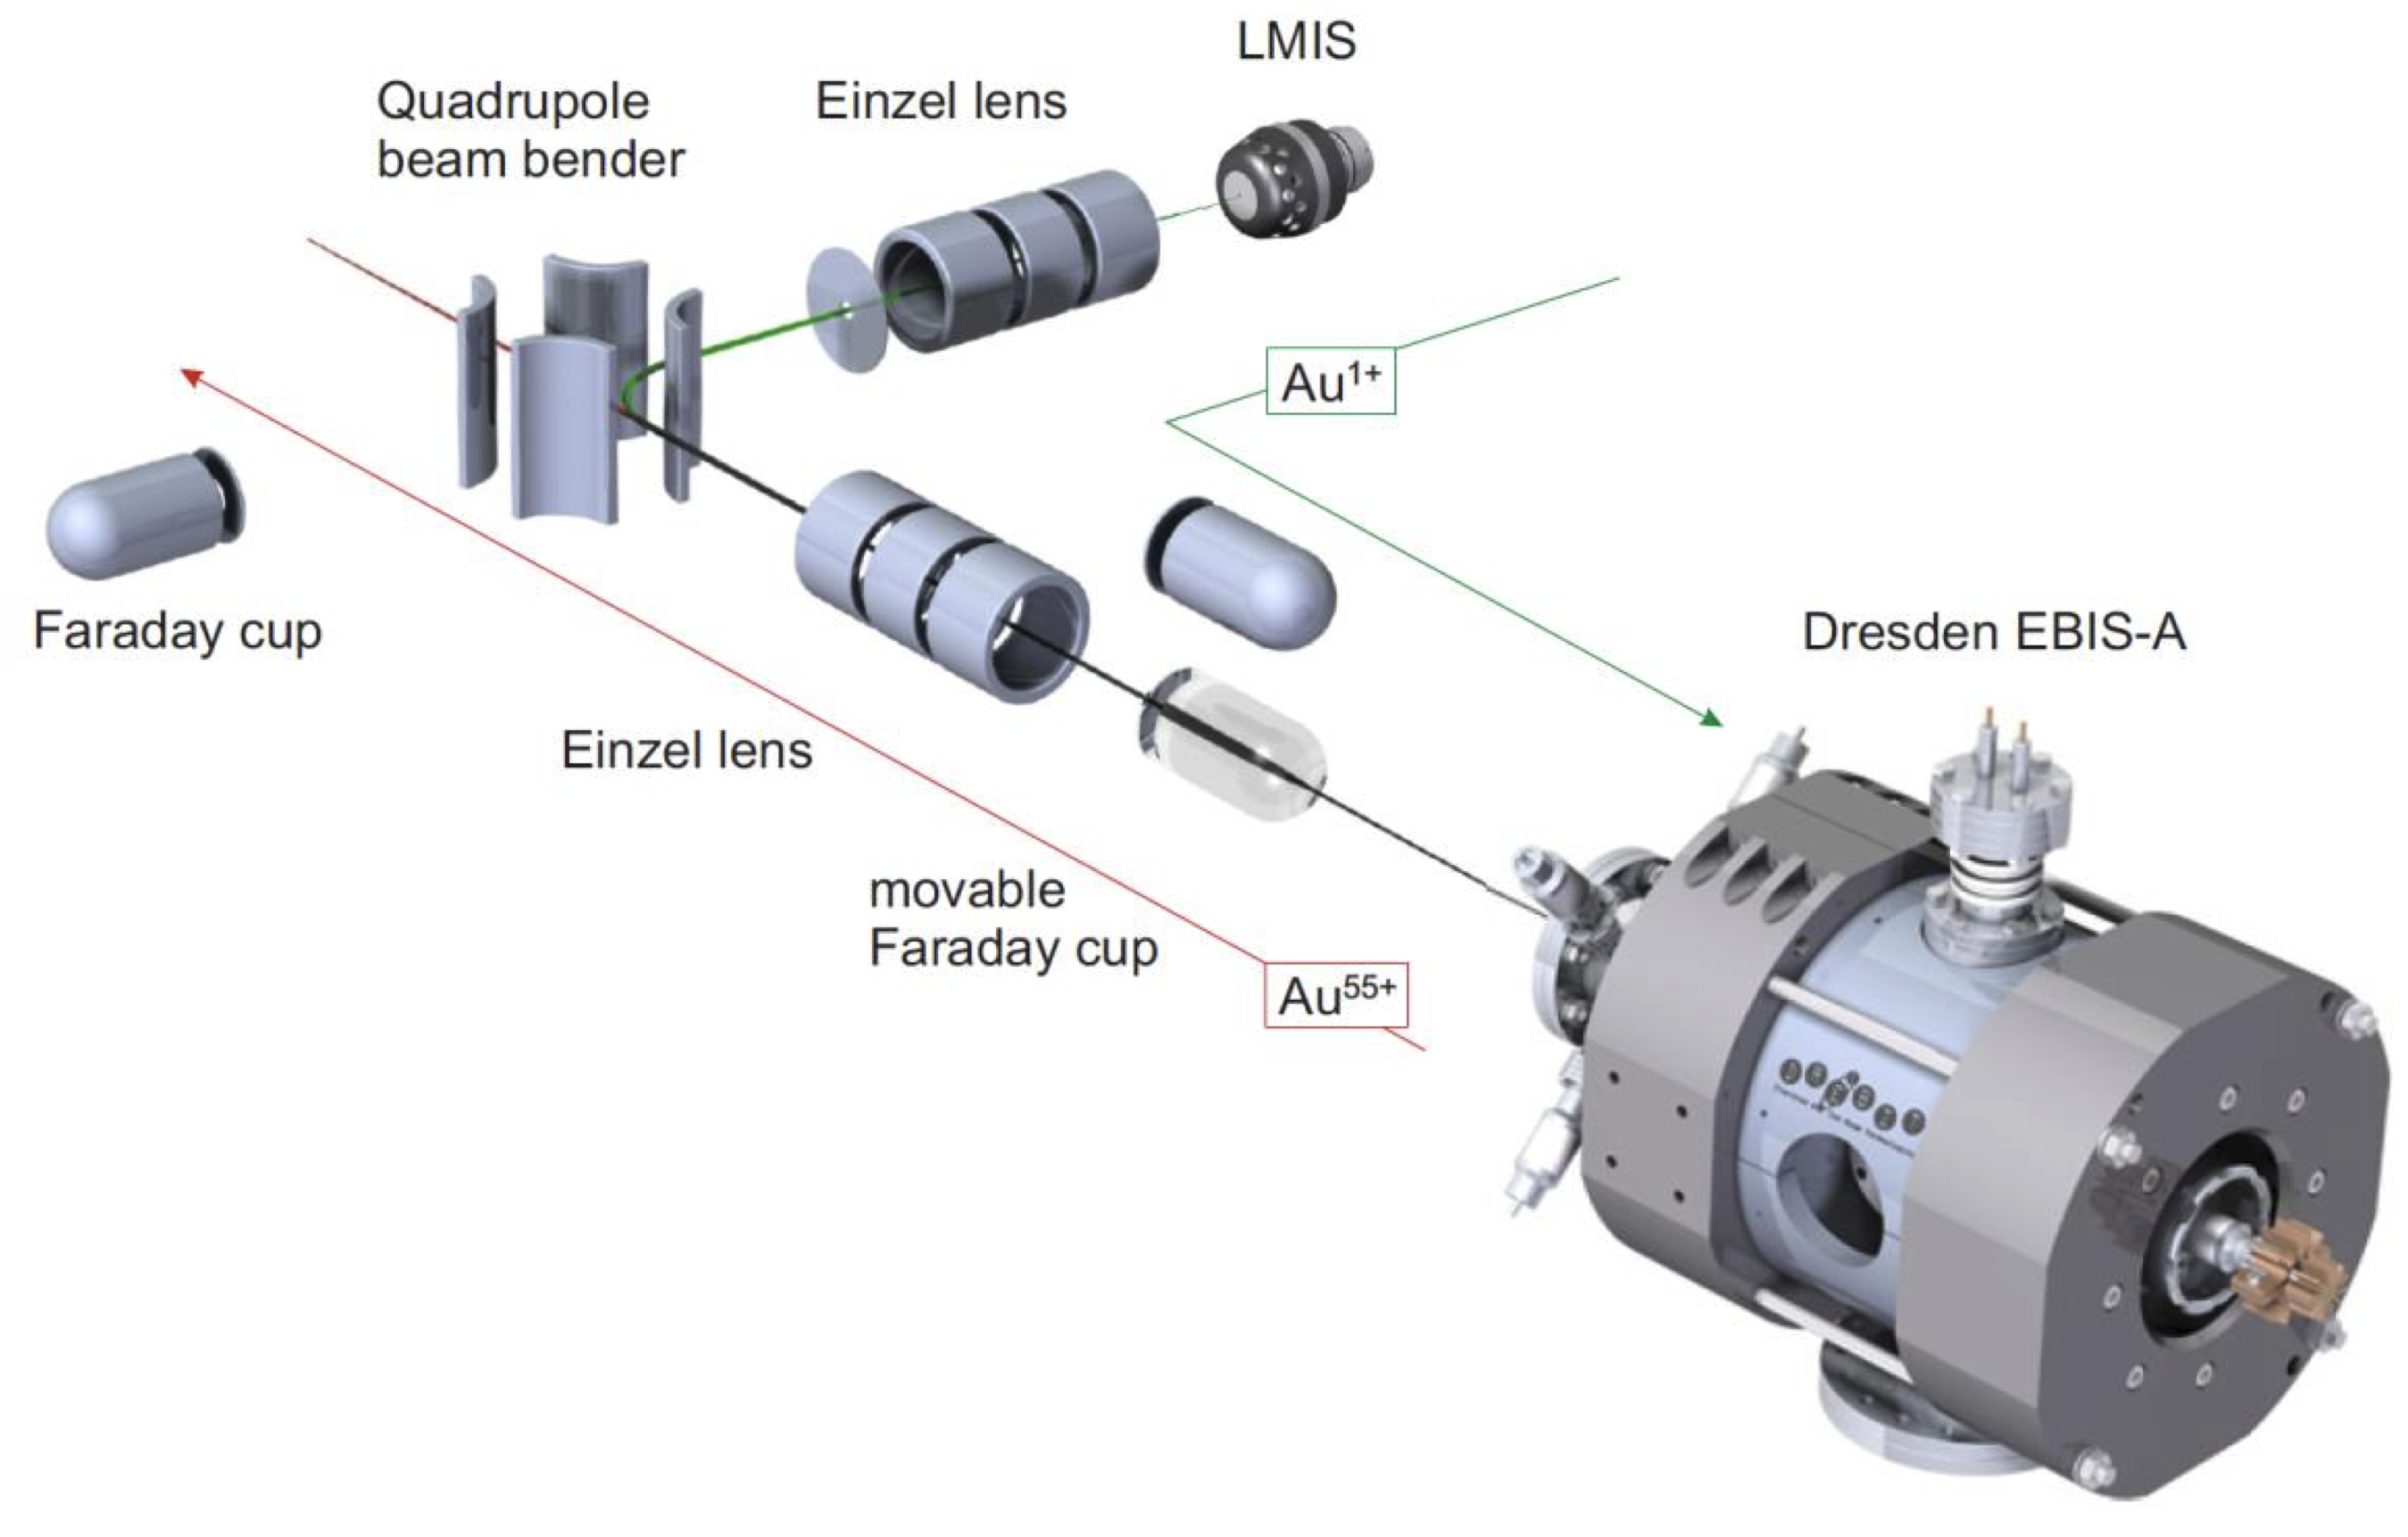 LMIS
Quadrupole
beam bender
Einzel lens
Au¹⁺
Faraday cup
Dresden EBIS-A
Einzel lens
movable
Faraday cup
Au⁵⁵⁺